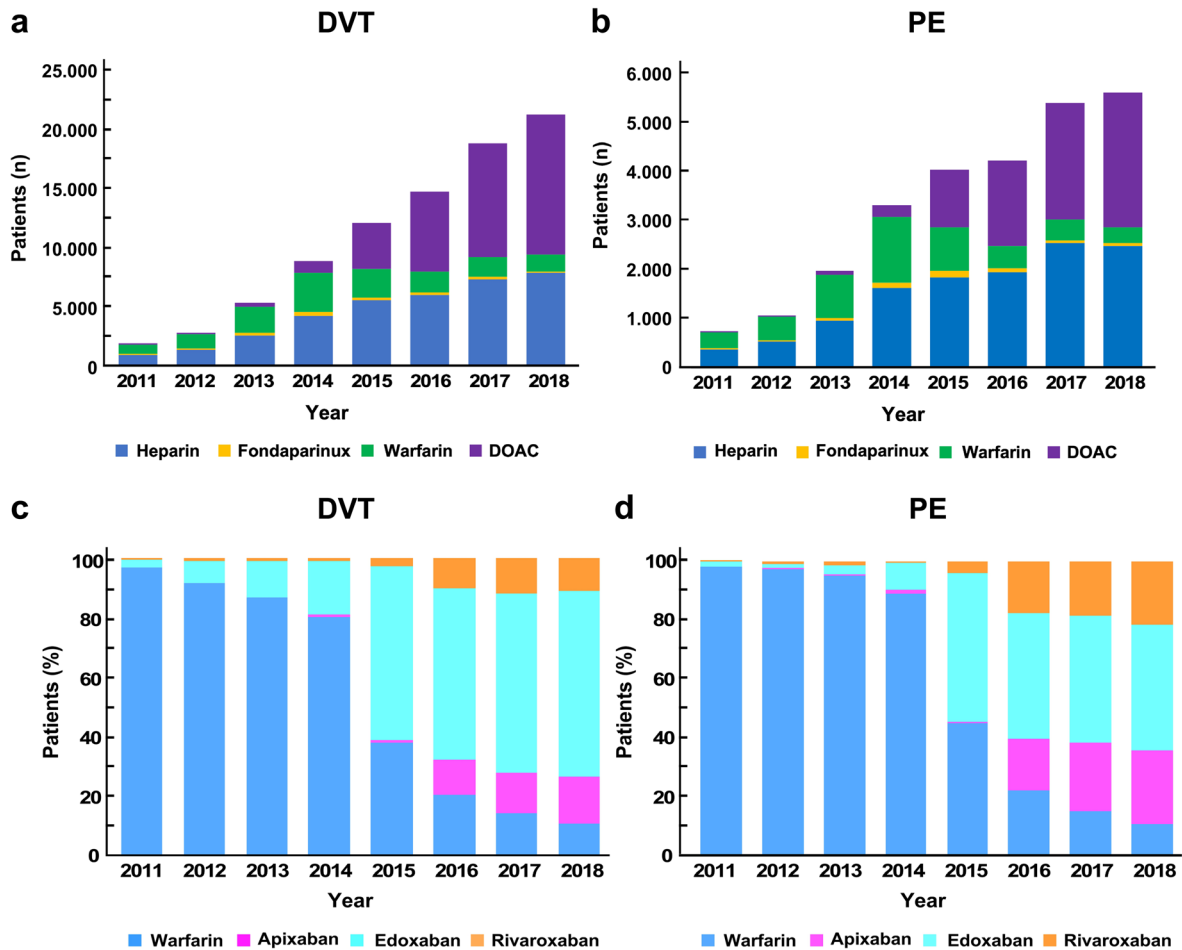 a
DVT
Patients (n)
25.000
20.000
15.000
10.000
5.000
0
2011 2012 2013 2014 2015 2016 2017 2018
Year
Heparin Fondaparinux Warfarin DOAC
b
PE
Patients (n)
6.000
5.000
4.000
3.000
2.000
1.000
0
2011 2012 2013 2014 2015 2016 2017 2018
Year
Heparin Fondaparinux Warfarin DOAC
c
DVT
Patients (%)
100
80
60
40
20
0
2011 2012 2013 2014 2015 2016 2017 2018
Year
Warfarin Apixaban Edoxaban Rivaroxaban
d
PE
Patients (%)
100
80
60
40
20
0
2011 2012 2013 2014 2015 2016 2017 2018
Year
Warfarin Apixaban Edoxaban Rivaroxaban